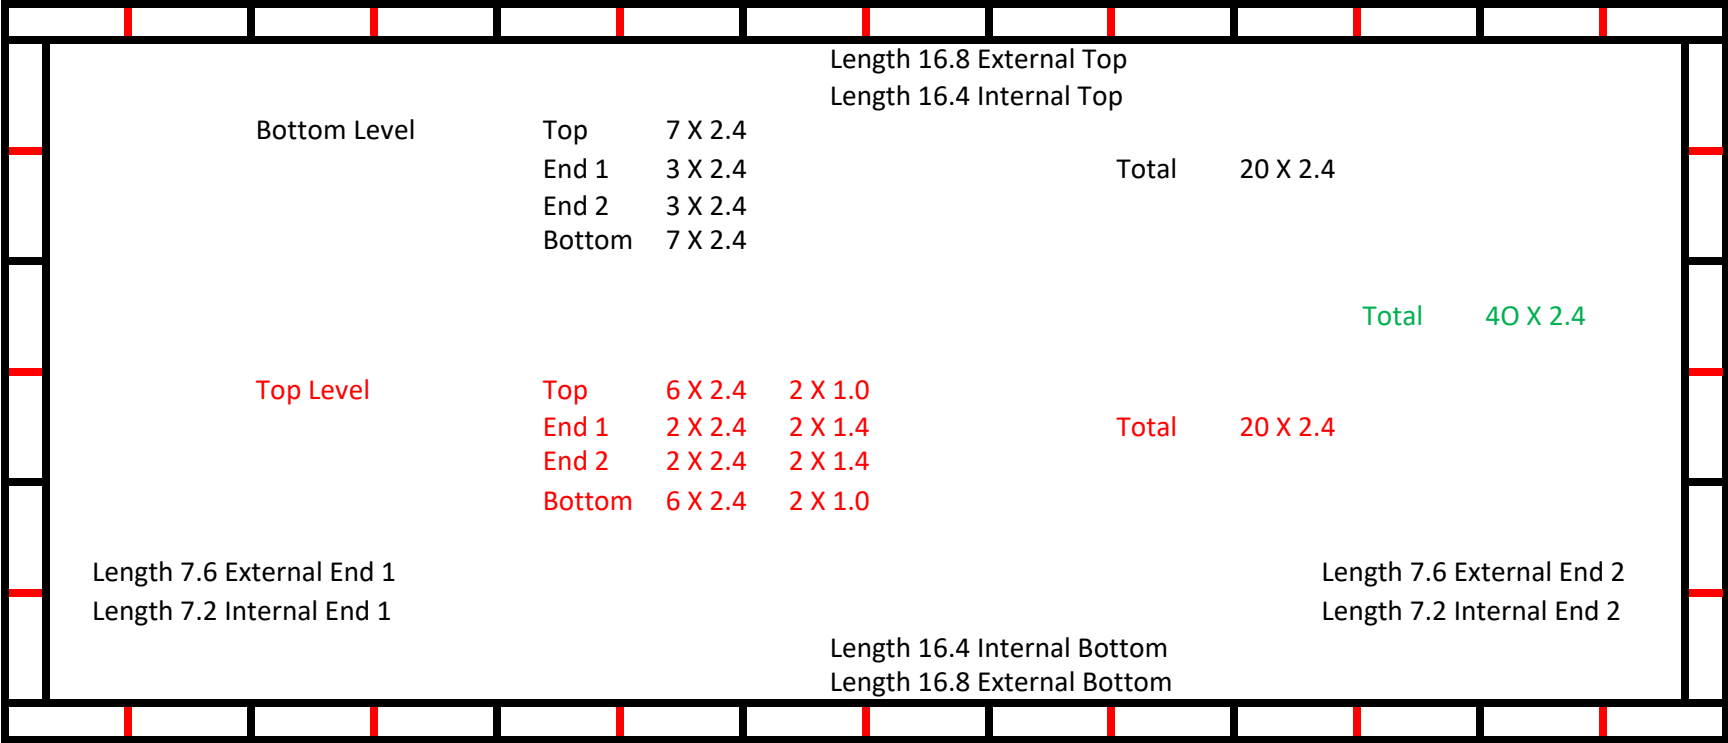 Length 16.8 External Top
Length 16.4 Internal Top
Bottom Level Top 7 X 2.4
End 1 3 X 2.4 Total 20 X 2.4
End 2 3 X 2.4
Bottom 7 X 2.4
Total 4O X 2.4
Top Level Top 6 X 2.4 2 X 1.0
End 1 2 X 2.4 2 X 1.4 Total 20 X 2.4
End 2 2 X 2.4 2 X 1.4
Bottom 6 X 2.4 2 X 1.0
Length 7.6 External End 1 Length 7.6 External End 2
Length 7.2 Internal End 1 Length 7.2 Internal End 2
Length 16.4 Internal Bottom
Length 16.8 External Bottom